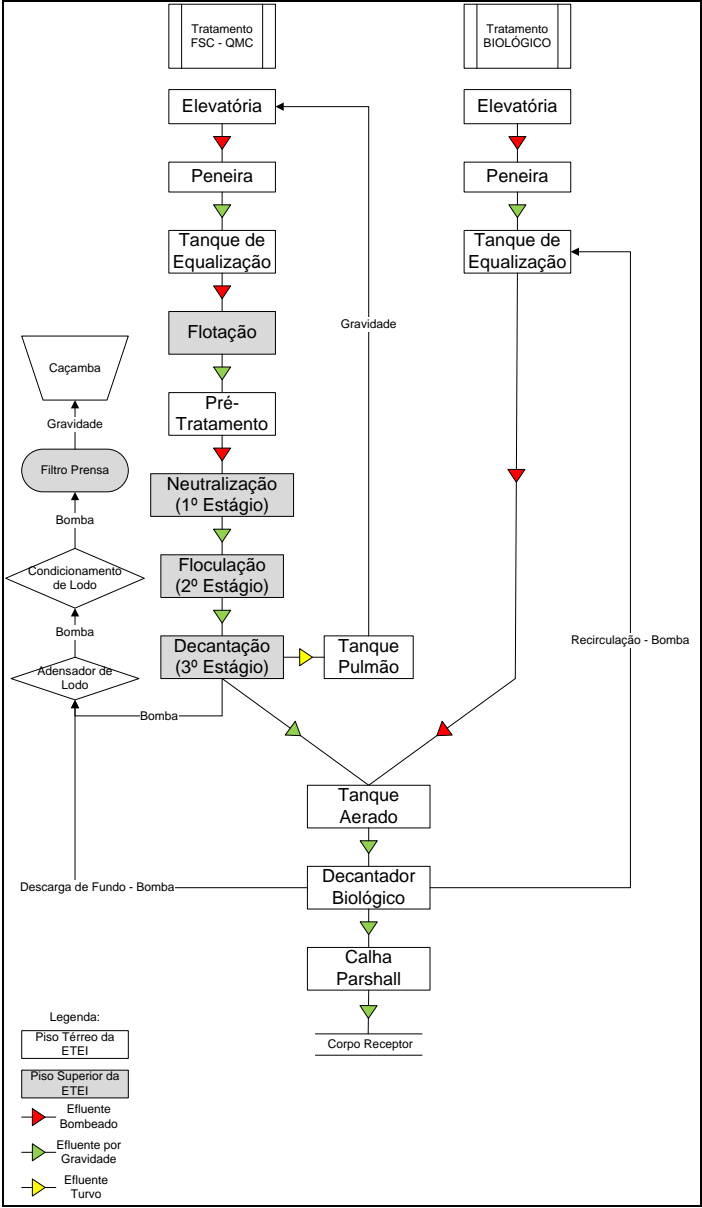 Tratamento
FSC - QMC
Tratamento
BIOLÓGICO
Elevatória
Elevatória
Peneira
Peneira
Tanque de
Equalização
Tanque de
Equalização
Flotação
Gravidade
Caçamba
Pré-
Tratamento
Gravidade
Filtro Prensa
Neutralização
(1º Estágio)
Bomba
Condicionamento
de Lodo
Floculação
(2º Estágio)
Bomba
Decantação
(3º Estágio)
Tanque
Pulmão
Recirculação - Bomba
Adensador de
Lodo
Bomba
Tanque
Aerado
Descarga de Fundo - Bomba
Decantador
Biológico
Calha
Parshall
Corpo Receptor
Legenda:
Piso Térreo da
ETEI
Piso Superior da
ETEI
Efluente
Bombeado
Efluente por
Gravidade
Efluente
Turvo